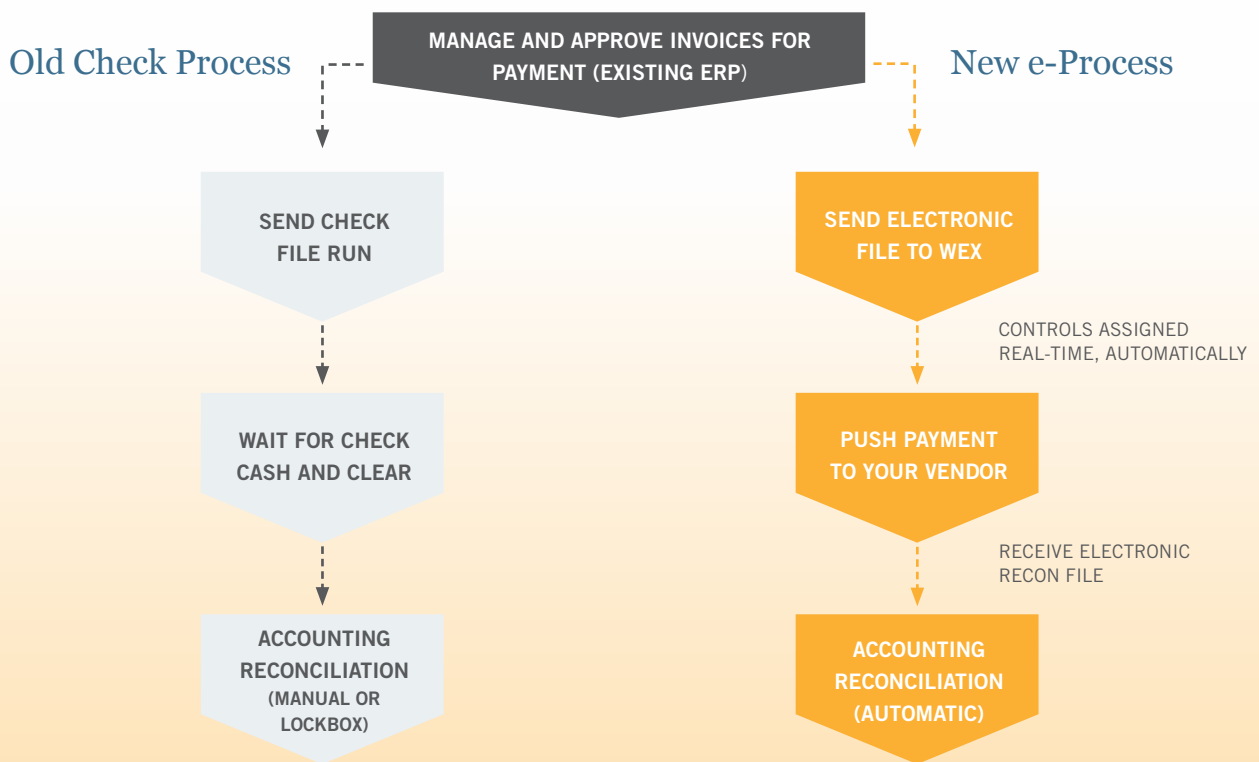 MANAGE AND APPROVE INVOICES FOR
PAYMENT (EXISTING ERP)
Old Check Process
New e-Process
SEND CHECK
FILE RUN
WAIT FOR CHECK
CASH AND CLEAR
ACCOUNTING
RECONCILIATION
(MANUAL OR
LOCKBOX)
SEND ELECTRONIC
FILE TO WEX
CONTROLS ASSIGNED
REAL-TIME, AUTOMATICALLY
PUSH PAYMENT
TO YOUR VENDOR
RECEIVE ELECTRONIC
RECON FILE
ACCOUNTING
RECONCILIATION
(AUTOMATIC)